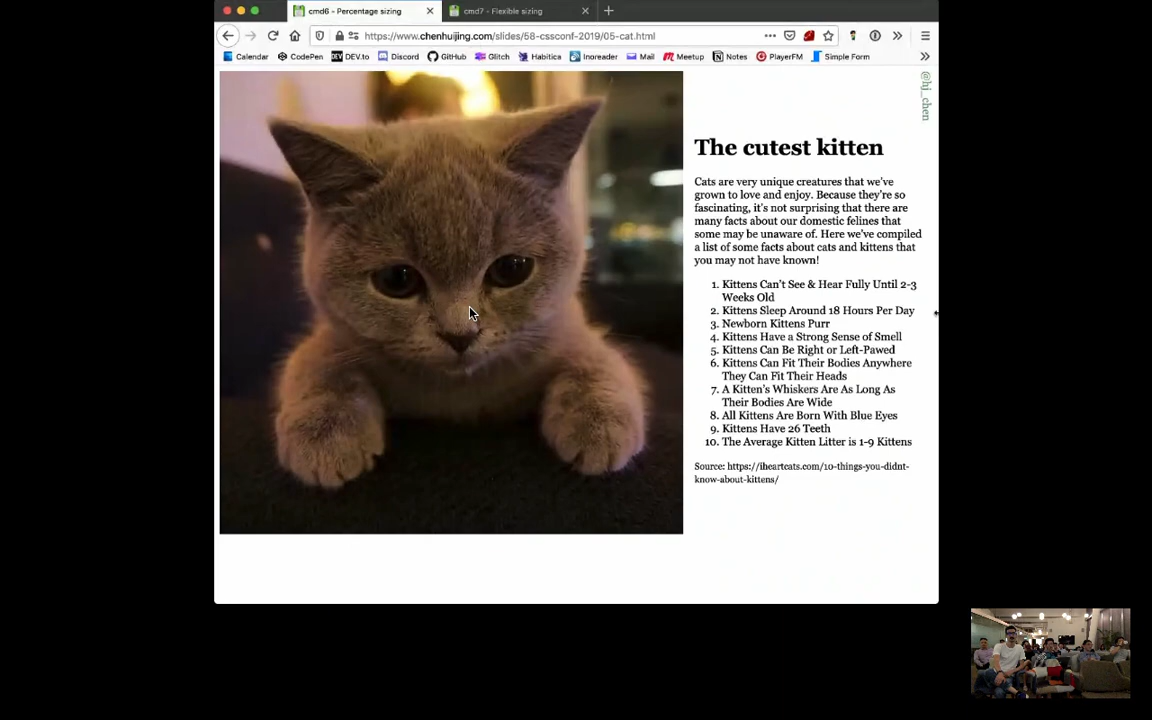 cmd6 - Percentage sizing
cmd7 - Flexible sizing
https://www.chenhuijing.com/slides/58-cssconf-2019/05-cat.html
Calendar CodePen DEV.to Discord GitHub Glitch Habitica Inoreader Mail Meetup Notes PlayerFM Simple Form
@hj_chen
The cutest kitten
Cats are very unique creatures that we've
grown to love and enjoy. Because they're so
fascinating, it's not surprising that there are
many facts about our domestic felines that
some may be unaware of. Here we've compiled
a list of some facts about cats and kittens that
you may not have known!
1. Kittens Can't See & Hear Fully Until 2-3
Weeks Old
2. Kittens Sleep Around 18 Hours Per Day
3. Newborn Kittens Purr
4. Kittens Have a Strong Sense of Smell
5. Kittens Can Be Right or Left-Pawed
6. Kittens Can Fit Their Bodies Anywhere
They Can Fit Their Heads
7. A Kitten's Whiskers Are As Long As
Their Bodies Are Wide
8. All Kittens Are Born With Blue Eyes
9. Kittens Have 26 Teeth
10. The Average Kitten Litter is 1-9 Kittens
Source: https://iheartcats.com/10-things-you-didnt-
know-about-kittens/